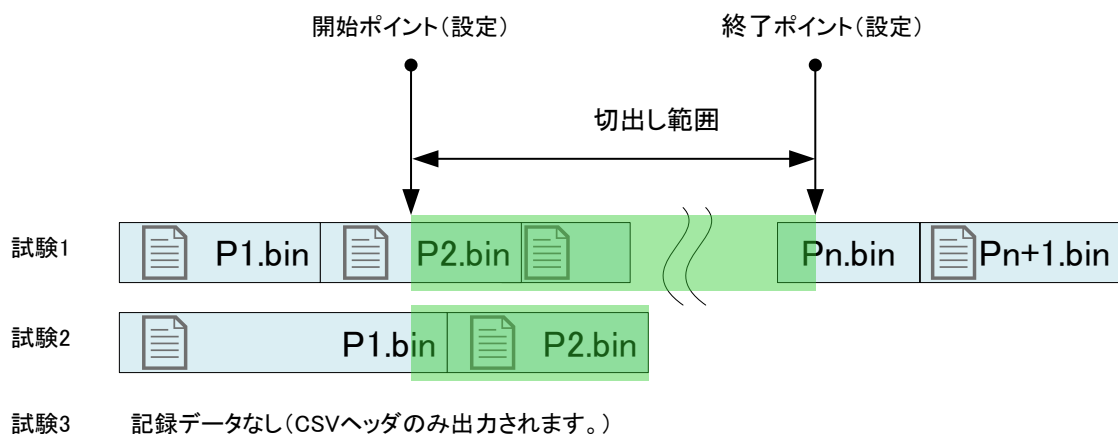 開始ポイント（設定） 終了ポイント（設定）
切出し範囲
試験1 P1.bin P2.bin Pn.bin Pn+1.bin
試験2 P1.bin P2.bin
試験3 記録データなし（CSVヘッダのみ出力されます。）